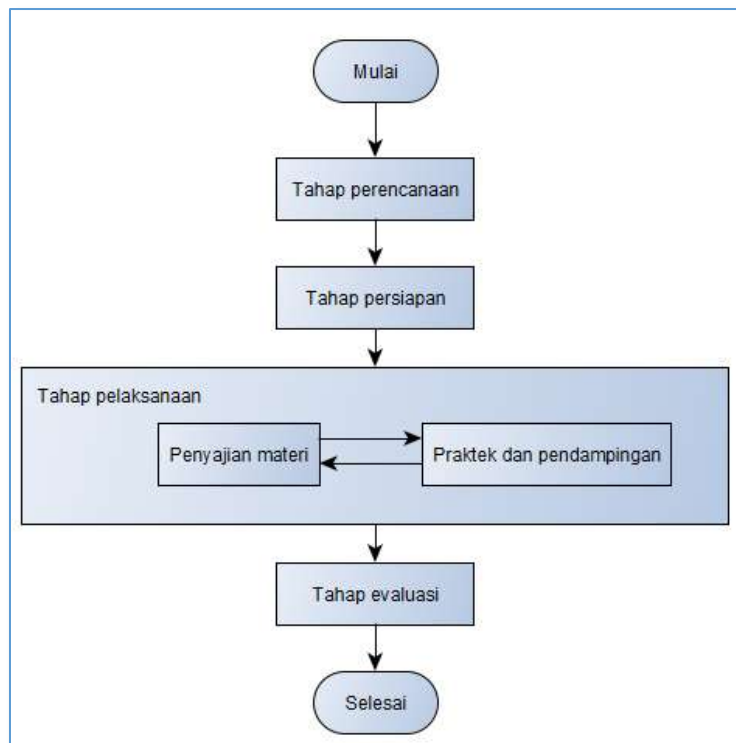 Mulai
Tahap perencanaan
Tahap persiapan
Tahap pelaksanaan
Penyajian materi
Praktek dan pendampingan
Tahap evaluasi
Selesai